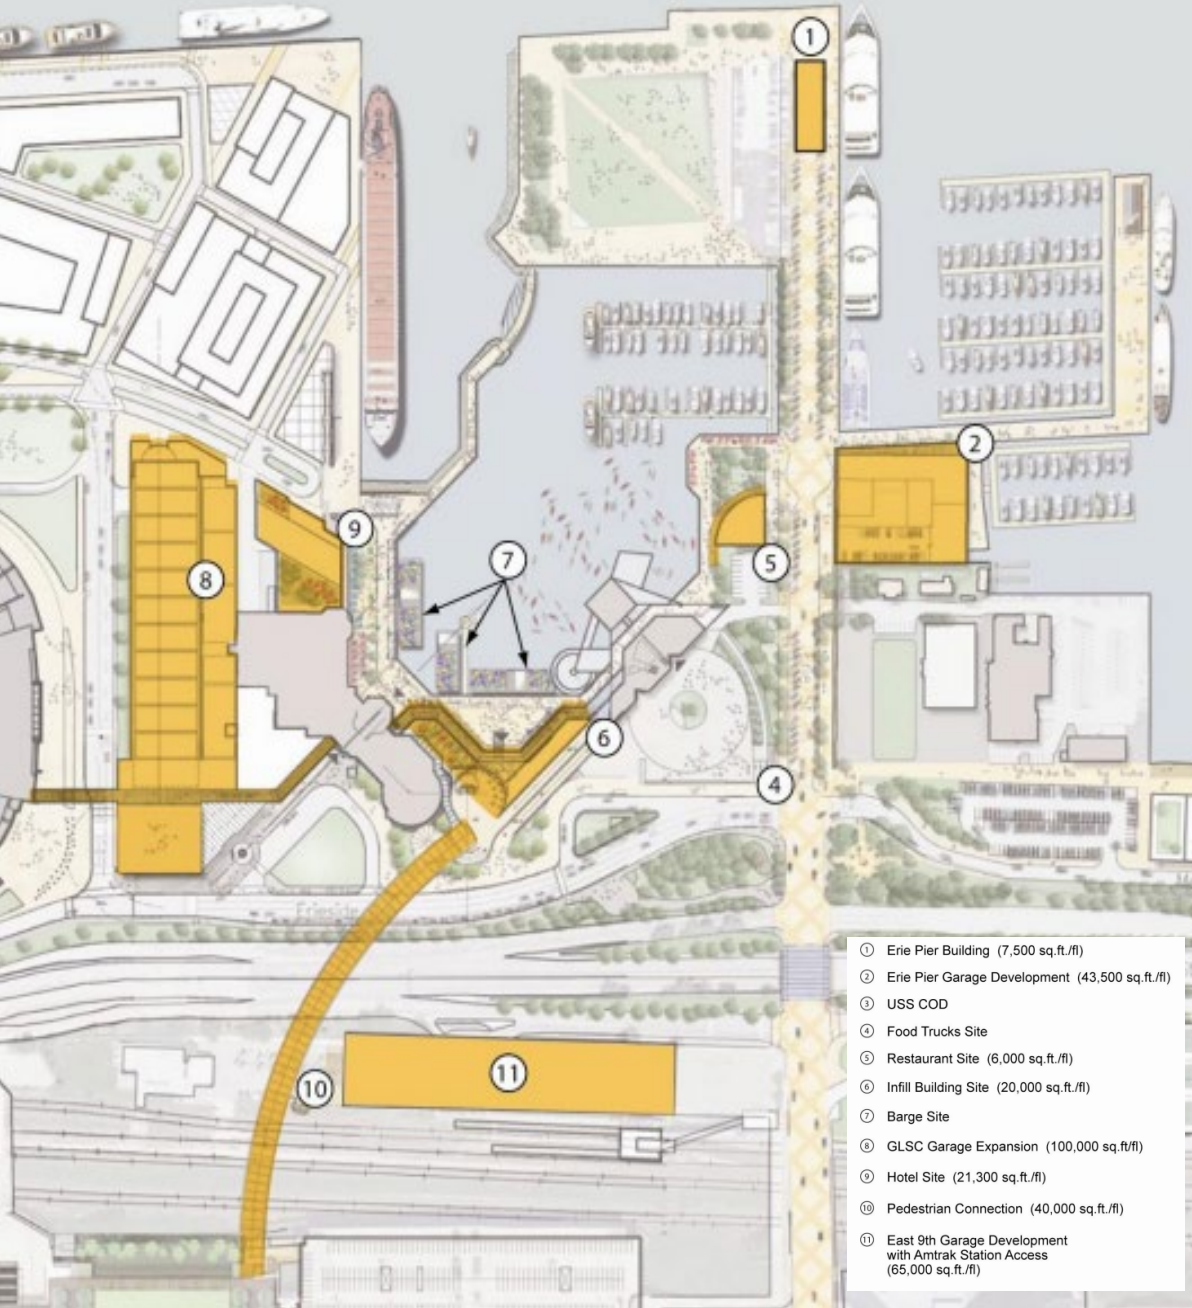 1
2
9
7
5
8
6
4
Erieside
10
11
1 Erie Pier Building (7,500 sq.ft./fl)
2 Erie Pier Garage Development (43,500 sq.ft./fl)
3 USS COD
4 Food Trucks Site
5 Restaurant Site (6,000 sq.ft./fl)
6 Infill Building Site (20,000 sq.ft./fl)
7 Barge Site
8 GLSC Garage Expansion (100,000 sq.ft/fl)
9 Hotel Site (21,300 sq.ft./fl)
10 Pedestrian Connection (40,000 sq.ft./fl)
11 East 9th Garage Development
with Amtrak Station Access
(65,000 sq.ft./fl)